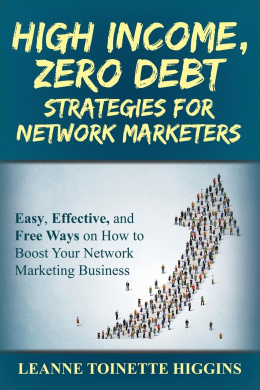 HIGH INCOME,
ZERO DEBT
STRATEGIES FOR
NETWORK MARKETERS
Easy, Effective, and
Free Ways on How to
Boost Your Network
Marketing Business
LEANNE TOINETTE HIGGINS